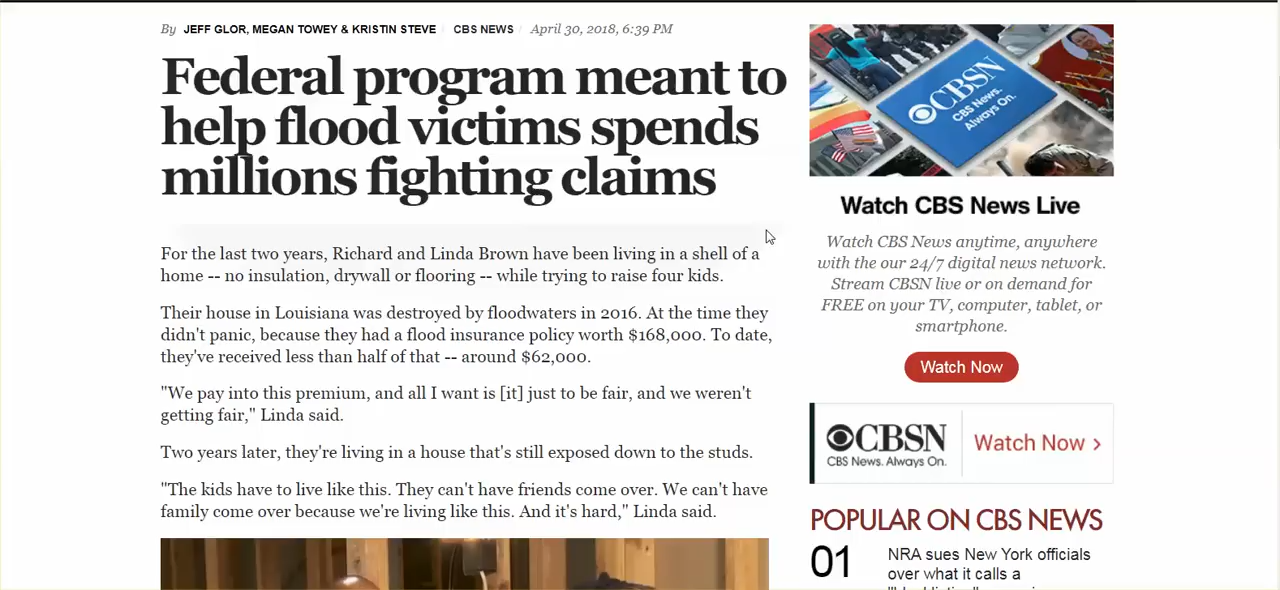 By JEFF GLOR, MEGAN TOWEY & KRISTIN STEVE / CBS NEWS / April 30, 2018, 6:39 PM
Federal program meant to
help flood victims spends
millions fighting claims
For the last two years, Richard and Linda Brown have been living in a shell of a
home -- no insulation, drywall or flooring -- while trying to raise four kids.
Their house in Louisiana was destroyed by floodwaters in 2016. At the time they
didn't panic, because they had a flood insurance policy worth $168,000. To date,
they've received less than half of that -- around $62,000.
"We pay into this premium, and all I want is [it] just to be fair, and we weren't
getting fair," Linda said.
Two years later, they're living in a house that's still exposed down to the studs.
"The kids have to live like this. They can't have friends come over. We can't have
family come over because we're living like this. And it's hard," Linda said.
CBSN
CBS News.
Always On.
Watch CBS News Live
Watch CBS News anytime, anywhere
with the our 24/7 digital news network.
Stream CBSN live or on demand for
FREE on your TV, computer, tablet, or
smartphone.
Watch Now
CBSN
CBS News. Always On.
Watch Now >
POPULAR ON CBS NEWS
01
NRA sues New York officials
over what it calls a